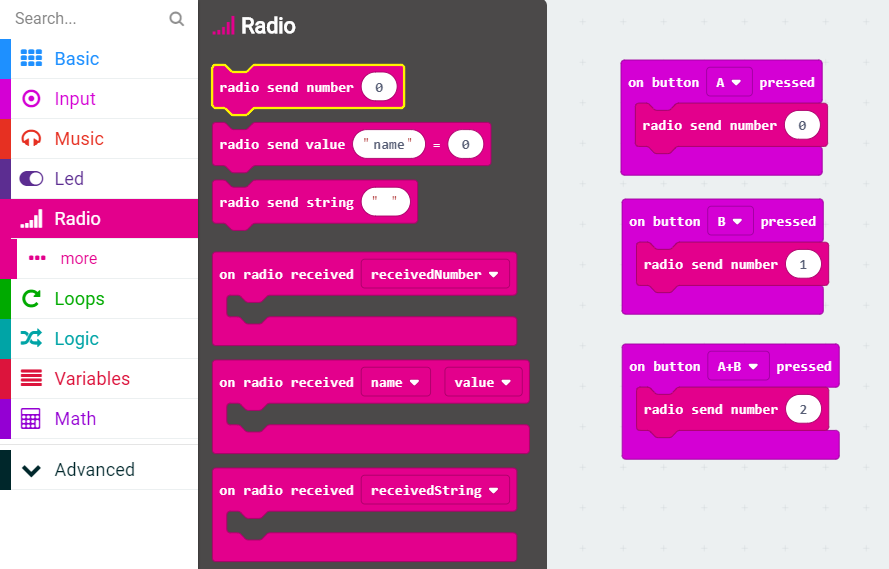 Search...
Basic
Input
Music
Led
Radio
more
Loops
Logic
Variables
Math
Advanced
Radio
radio send number 0
radio send value "name" = 0
radio send string " "
on radio received receivedNumber
on radio received name value
on radio received receivedString
on button A pressed
radio send number 0
on button B pressed
radio send number 1
on button A+B pressed
radio send number 2